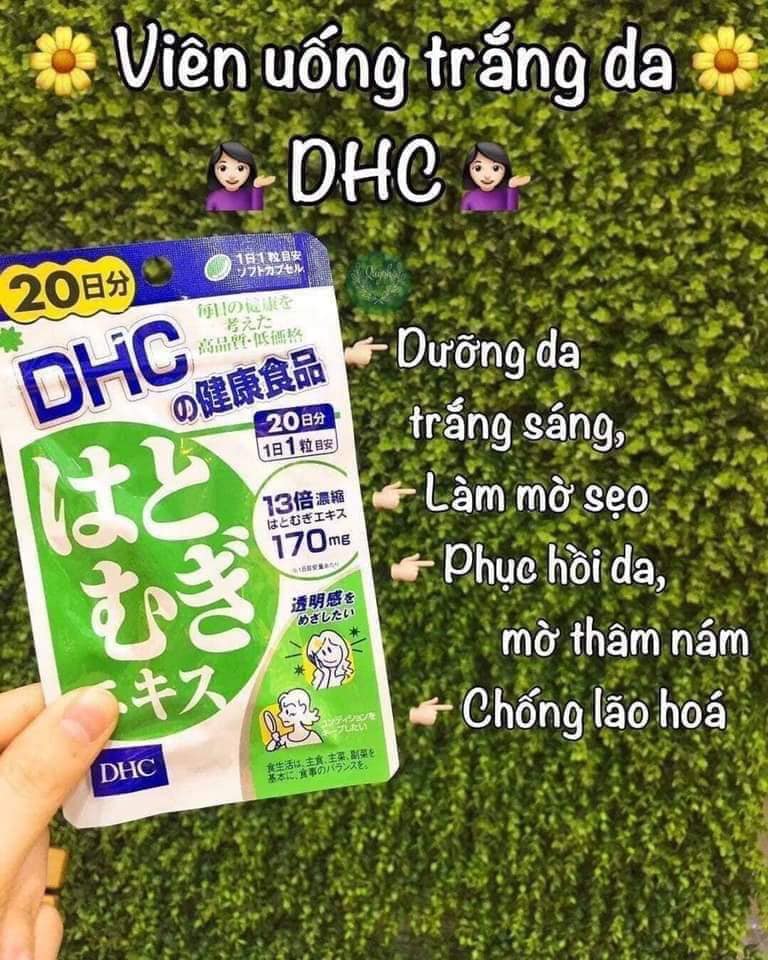 Viên uống trắng da
DHC
20日分
1日1粒目安
ソフトカプセル
毎日の健康を
考えた
高品質・低価格
DHC
の健康食品
20日分
1日1粒目安
はと
むぎ
エキス
13倍濃縮
はとむぎエキス
170mg
透明感を
めざしたい
コンディションを
キープしたい
食生活は、主食、主菜、副菜を
基本に、食事のバランスを。
DHC
Dưỡng da
trắng sáng,
Làm mờ sẹo
Phục hồi da,
mờ thâm nám
Chống lão hoá